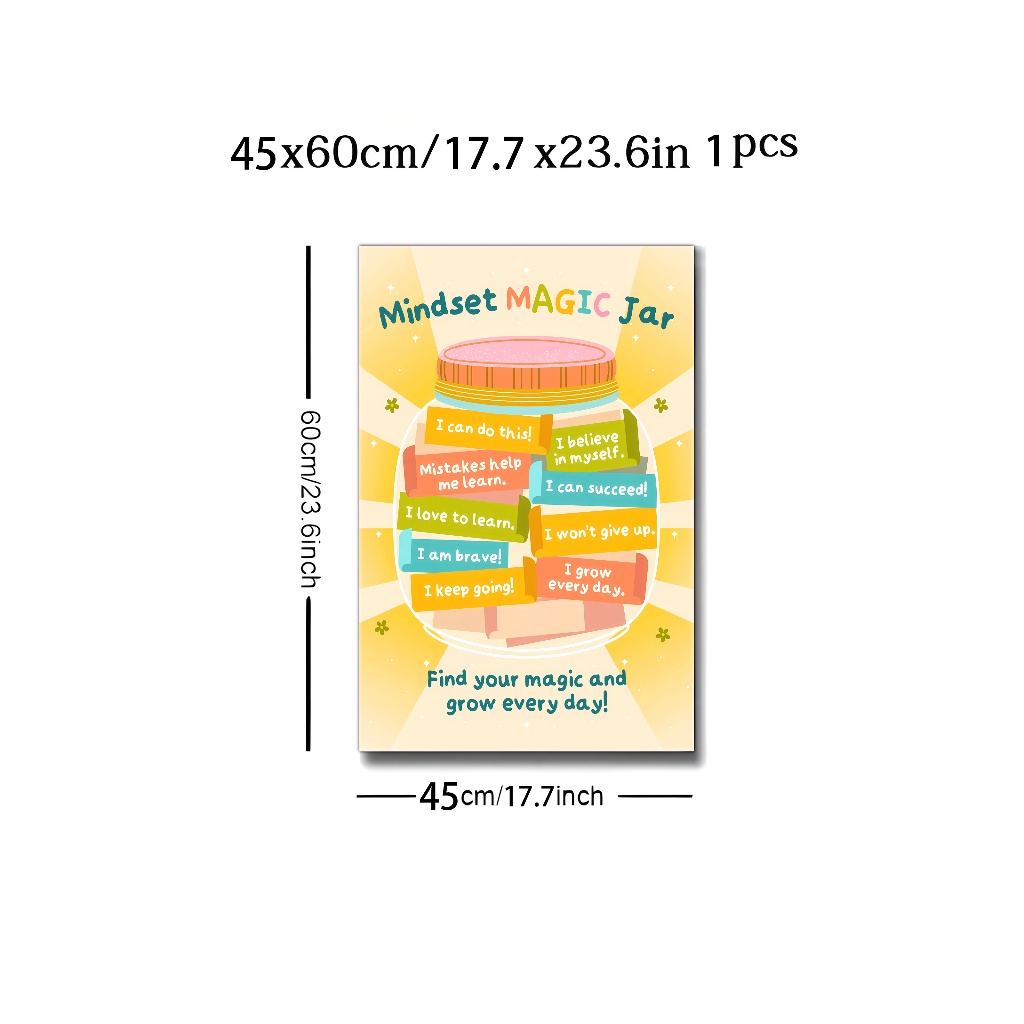 45x60cm/17.7 x23.6in 1pcs
60cm/23.6inch
Mindset MAGIC Jar
I can do this!
I believe
in myself.
Mistakes help
me learn.
I can succeed!
I love to learn.
I won't give up.
I am brave!
I grow
every day.
I keep going!
Find your magic and
grow every day!
45cm/17.7inch